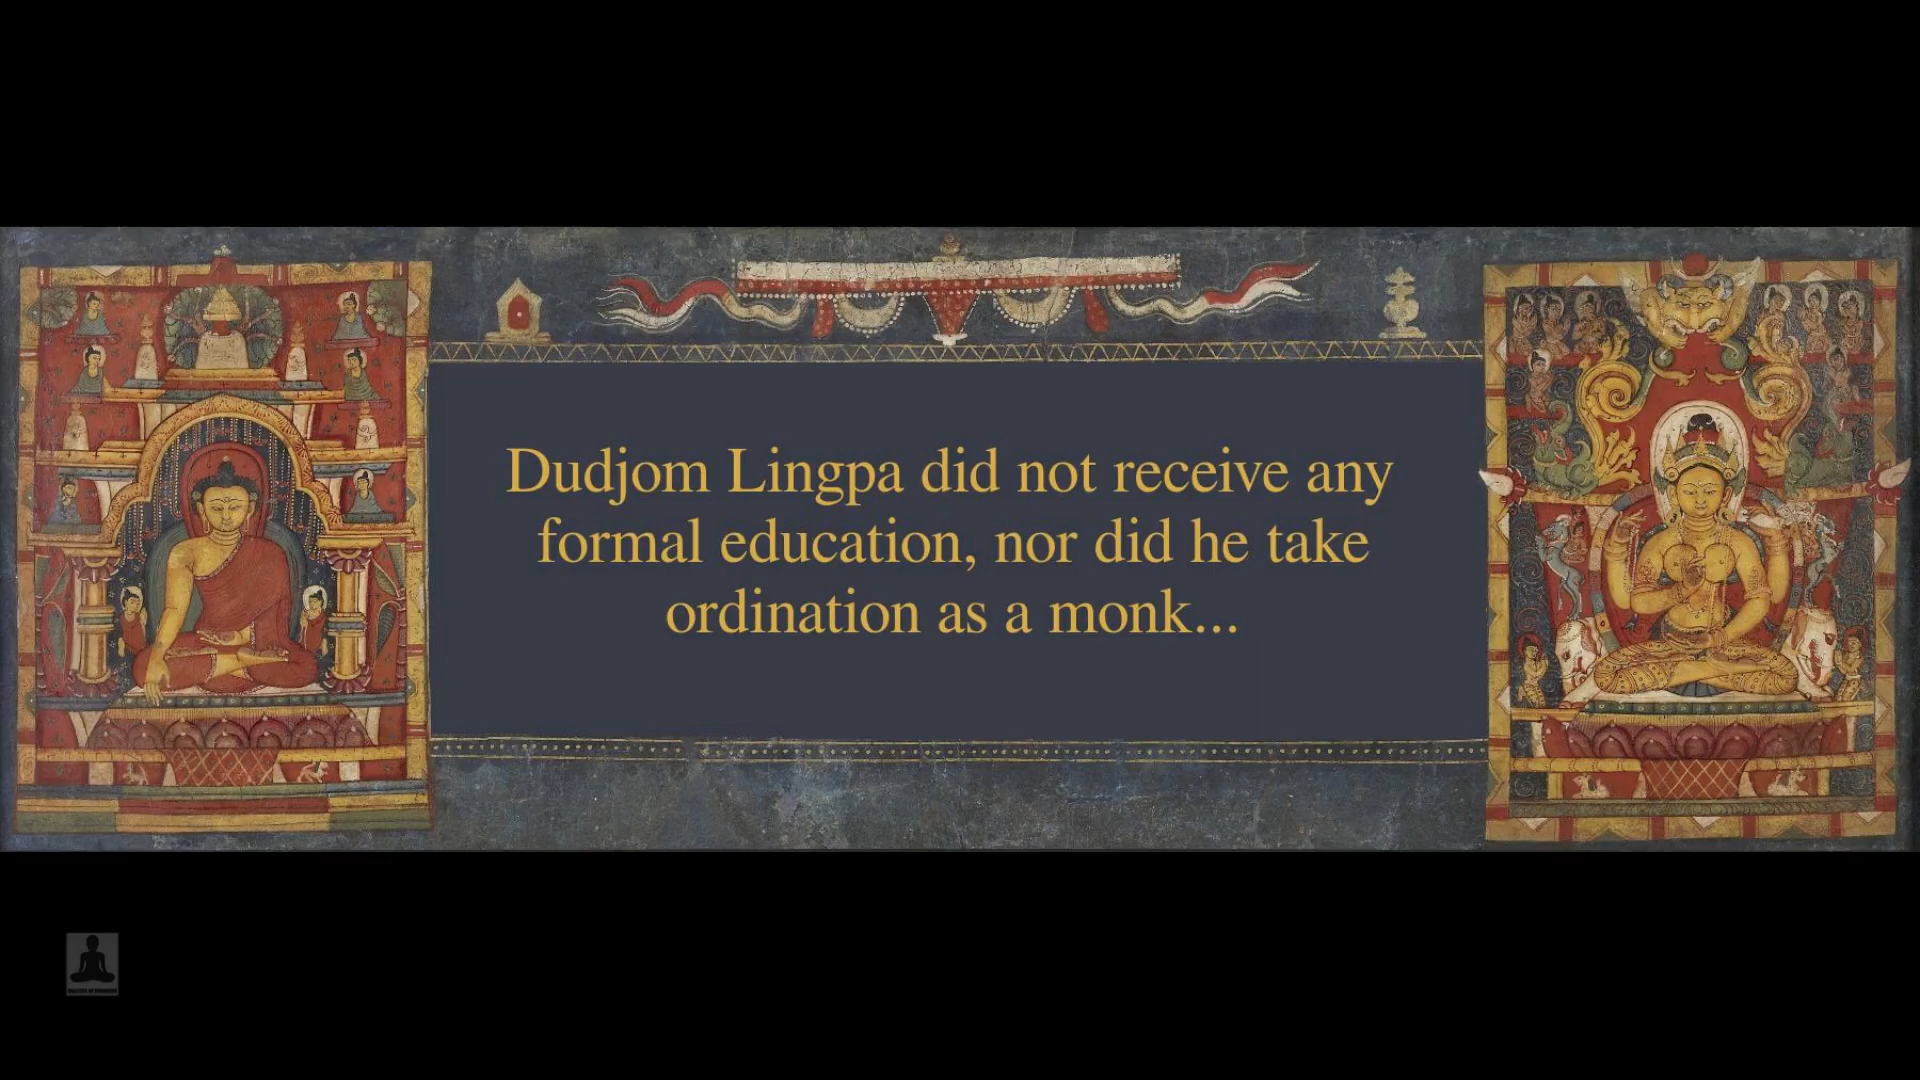 Dudjom Lingpa did not receive any
formal education, nor did he take
ordination as a monk...